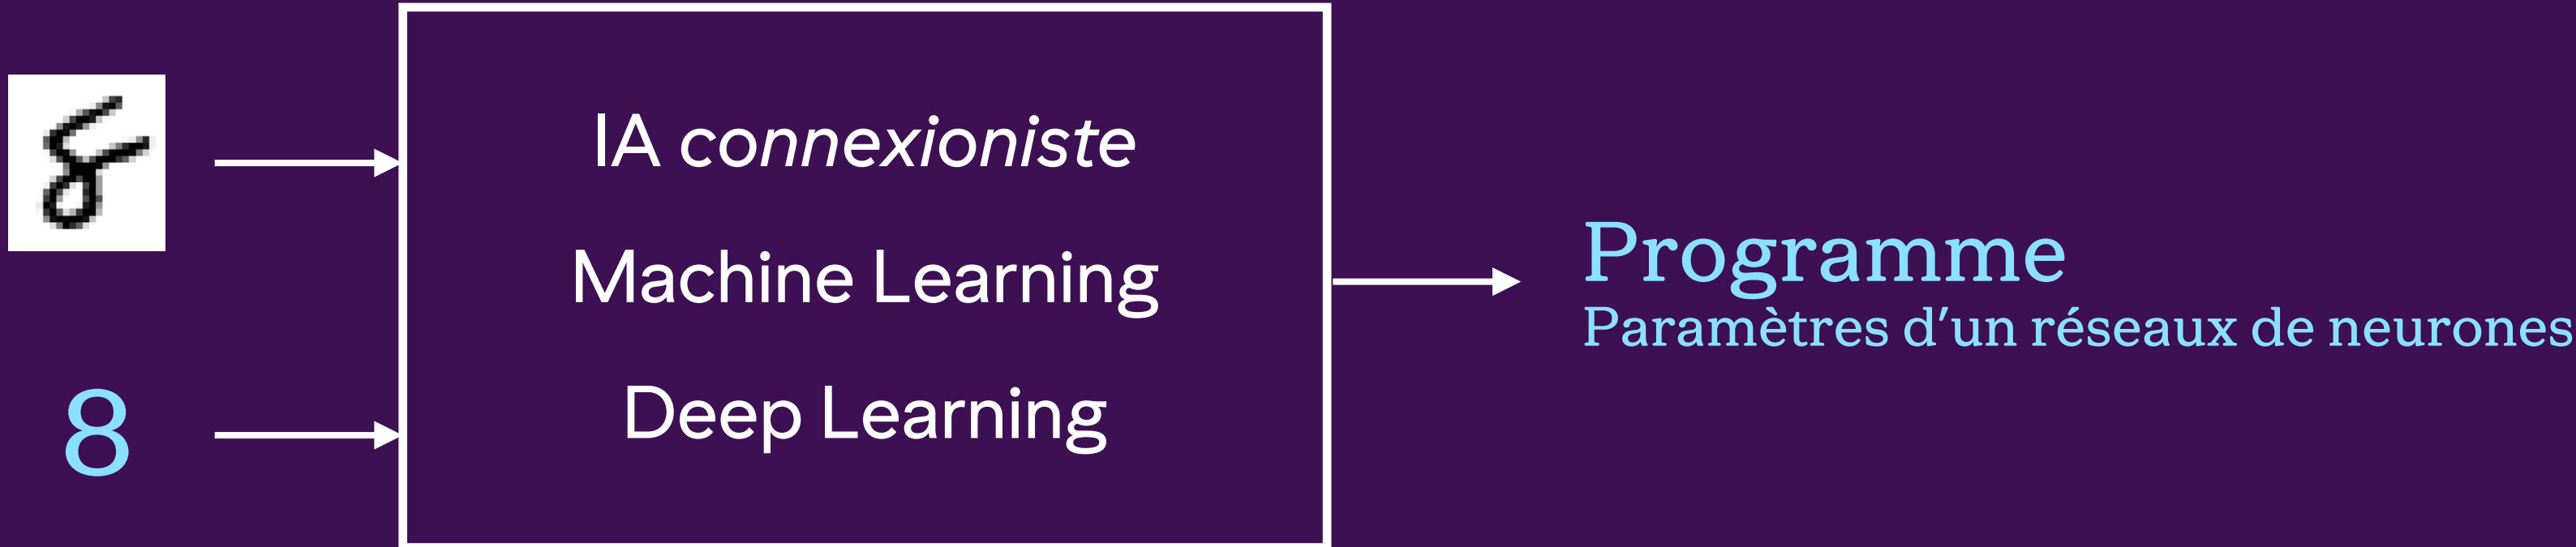 IA connexioniste
Machine Learning
8
Deep Learning
Programme
Paramètres d'un réseaux de neurones